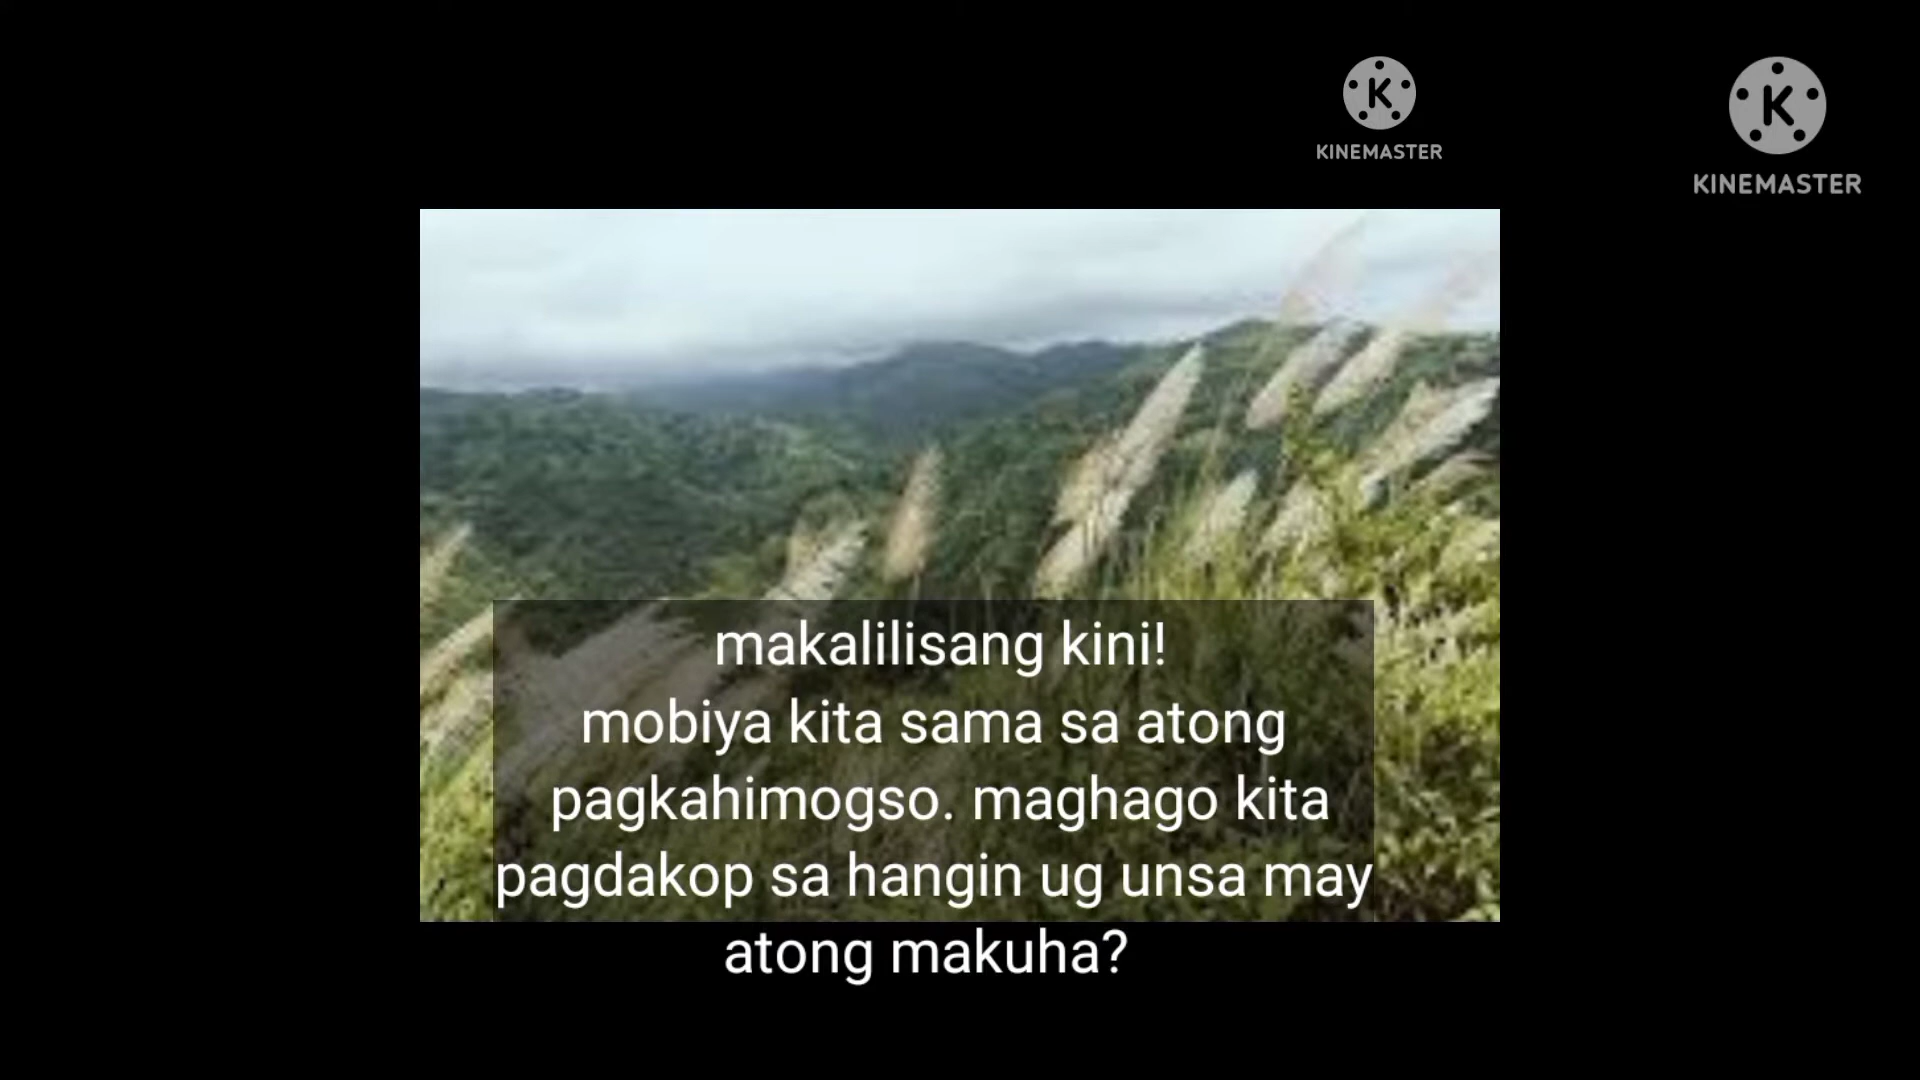 KINEMASTER
KINEMASTER
makalilisang kini!
mobiya kita sama sa atong
pagkahimogso. maghago kita
pagdakop sa hangin ug unsa may
atong makuha?